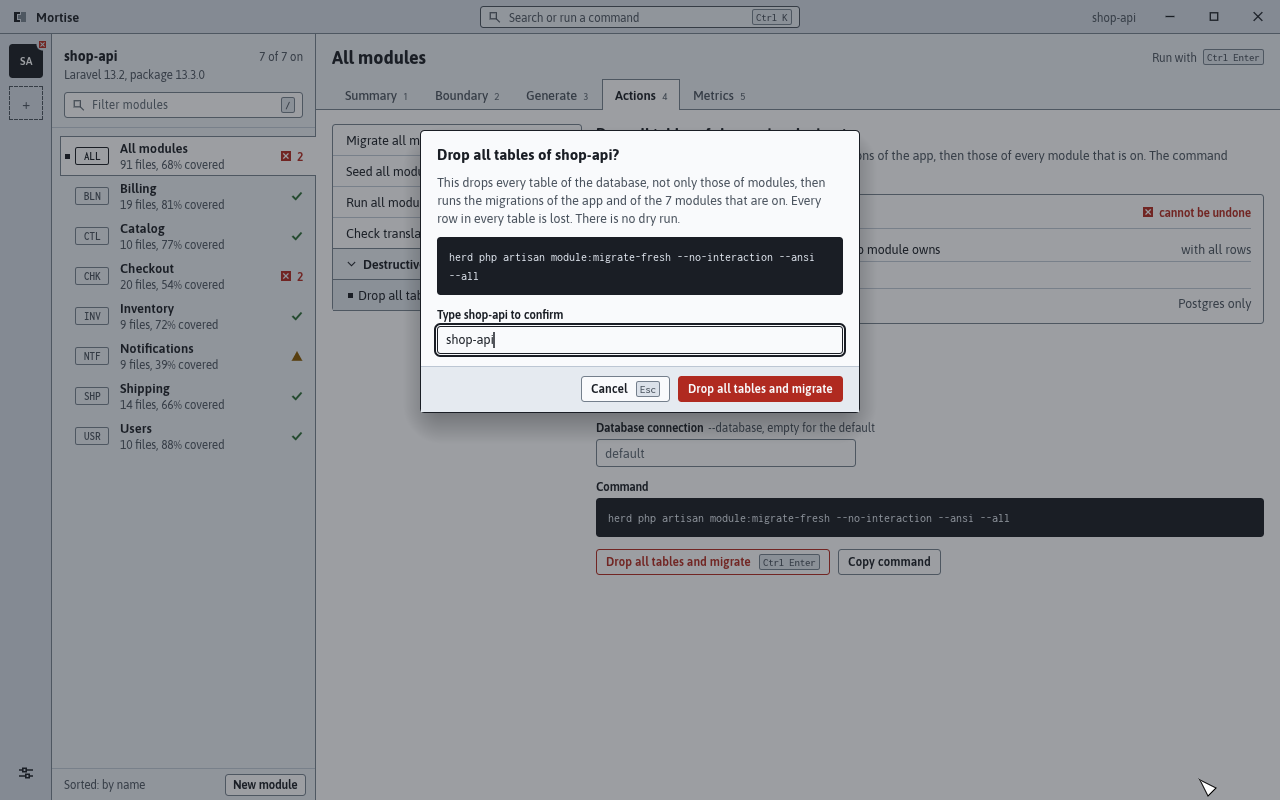 Mortise
Search or run a command
Ctrl K
shop-api
SA
+
shop-api
7 of 7 on
Laravel 13.2, package 13.3.0
Filter modules
/
ALL
All modules
91 files, 68% covered
2
BLN
Billing
19 files, 81% covered
CTL
Catalog
10 files, 77% covered
CHK
Checkout
20 files, 54% covered
2
INV
Inventory
9 files, 72% covered
NTF
Notifications
9 files, 39% covered
SHP
Shipping
14 files, 66% covered
USR
Users
10 files, 88% covered
Sorted: by name
New module
All modules
Run with
Ctrl Enter
Summary 1
Boundary 2
Generate 3
Actions 4
Metrics 5
Migrate all m
Seed all modu
Run all modu
Check transla
Destructiv
Drop all tab
ns of the app, then those of every module that is on. The command
cannot be undone
module owns
with all rows
Postgres only
Drop all tables of shop-api?
This drops every table of the database, not only those of modules, then
runs the migrations of the app and of the 7 modules that are on. Every
row in every table is lost. There is no dry run.
herd php artisan module:migrate-fresh --no-interaction --ansi
--all
Type shop-api to confirm
shop-api
Cancel
Esc
Drop all tables and migrate
Database connection --database, empty for the default
default
Command
herd php artisan module:migrate-fresh --no-interaction --ansi --all
Drop all tables and migrate
Ctrl Enter
Copy command